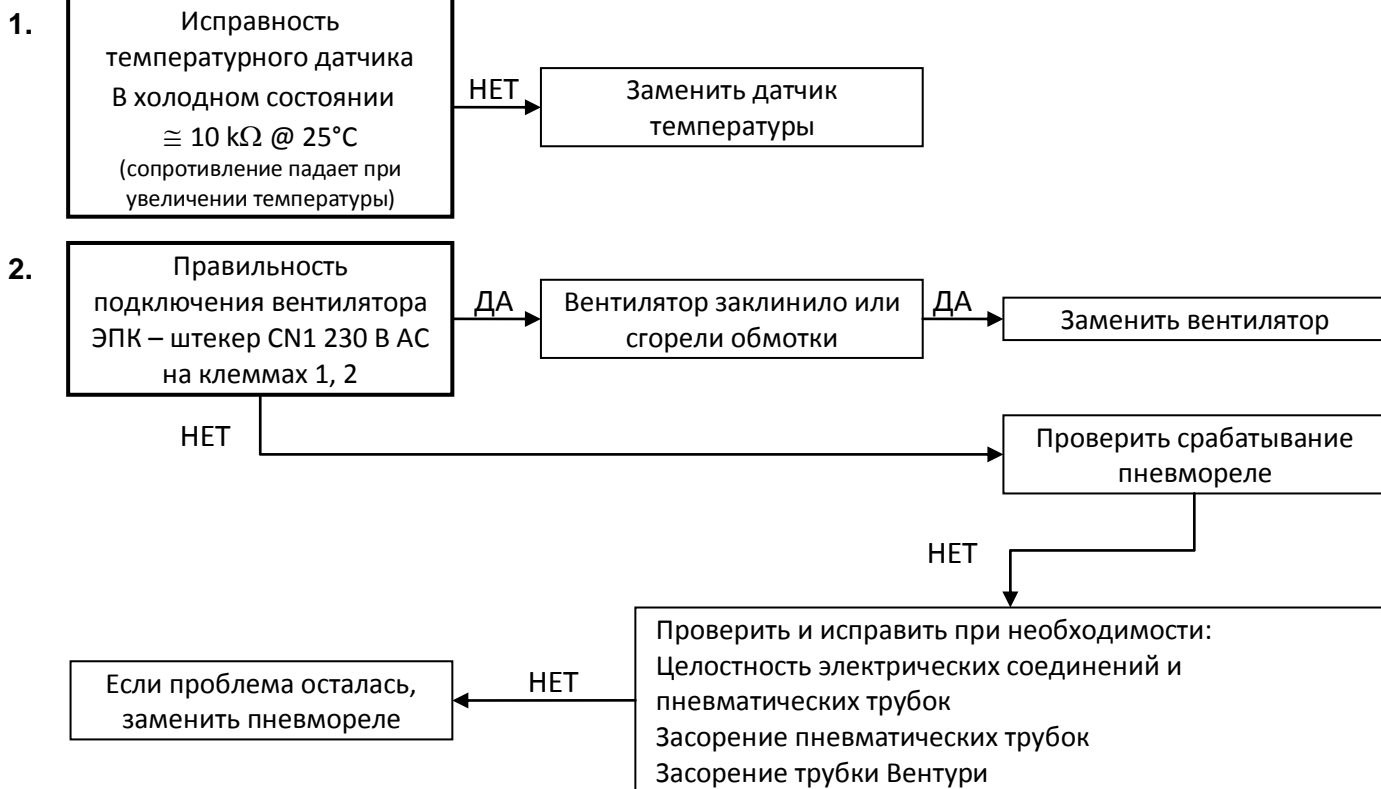 1.
Исправность
температурного датчика
В холодном состоянии
≅ 10 kΩ @ 25°C
(сопротивление падает при
увеличении температуры)
НЕТ
Заменить датчик
температуры
2.
Правильность
подключения вентилятора
ЭПК – штекер CN1 230 В АС
на клеммах 1, 2
ДА
Вентилятор заклинило или
сгорели обмотки
ДА
Заменить вентилятор
НЕТ
Проверить срабатывание
пневмореле
НЕТ
Проверить и исправить при необходимости:
Целостность электрических соединений и
пневматических трубок
Засорение пневматических трубок
Засорение трубки Вентури
НЕТ
Если проблема осталась,
заменить пневмореле